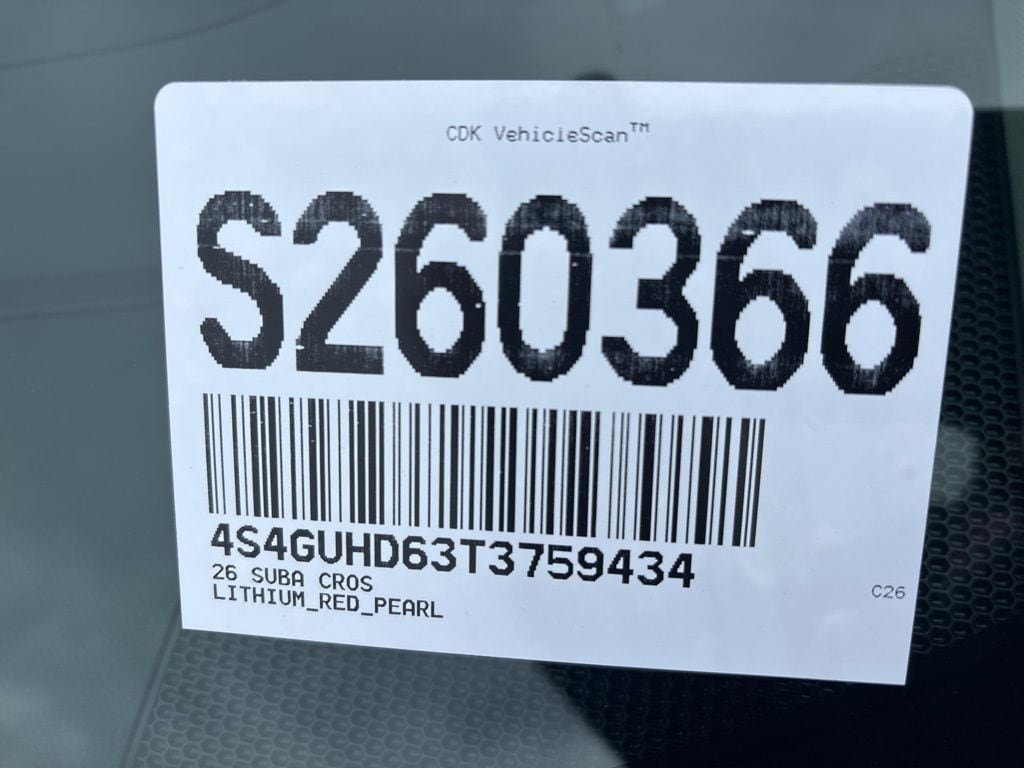 CDK VehicleScan™
S260366
4S4GUHD63T3759434
26 SUBA CROS
LITHIUM_RED_PEARL
C26